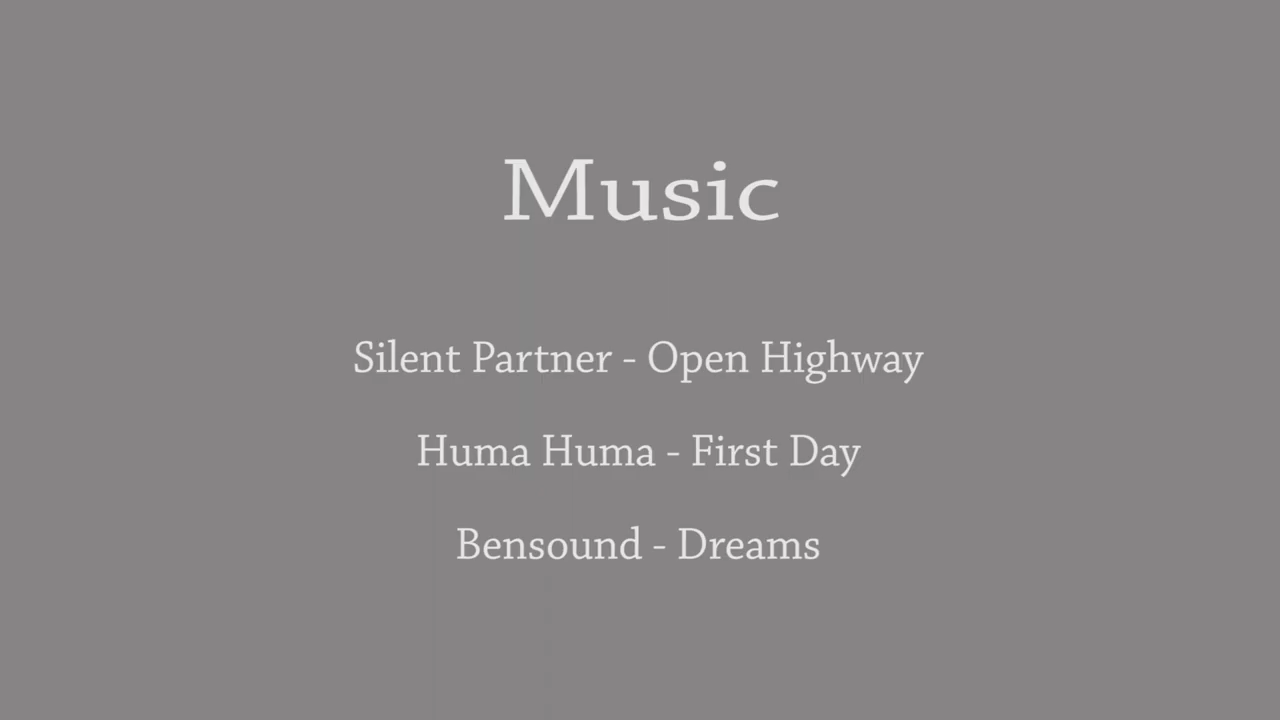 Music
Silent Partner - Open Highway
Huma Huma - First Day
Bensound - Dreams